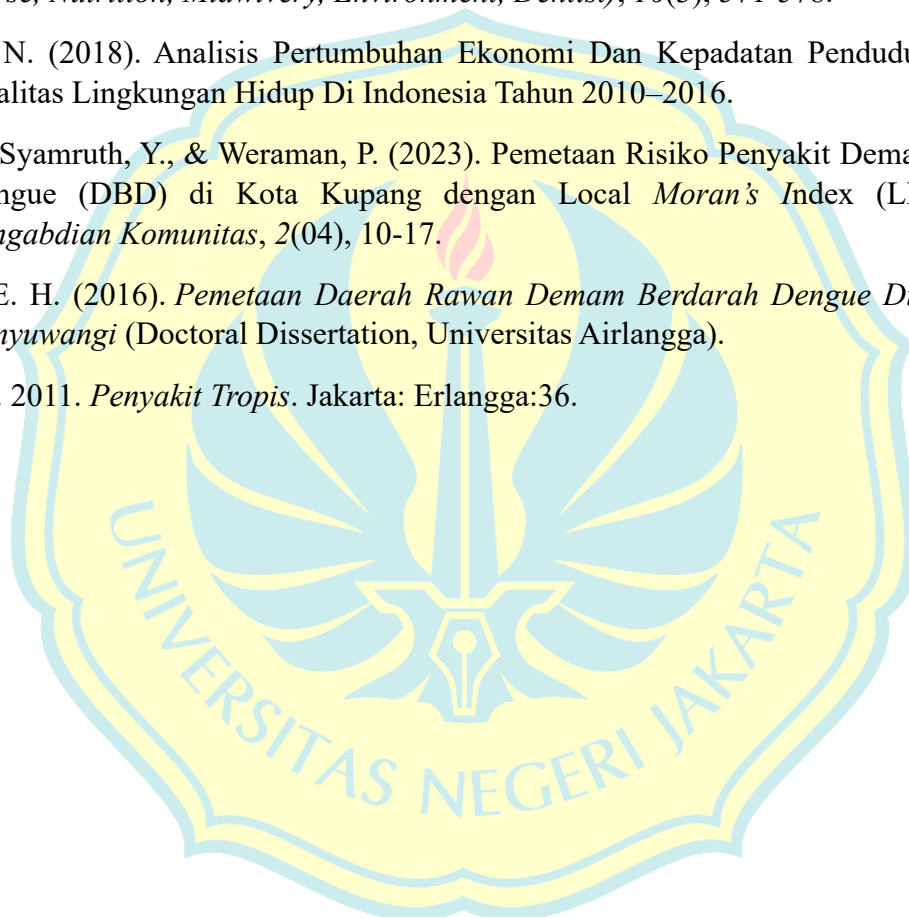 se, Nutrition, Midwivery, Environment, Dentist), 10(3), 371-378.
N. (2018). Analisis Pertumbuhan Ekonomi Dan Kepadatan Pendudu
alitas Lingkungan Hidup Di Indonesia Tahun 2010–2016.
Syamruth, Y., & Weraman, P. (2023). Pemetaan Risiko Penyakit Dema
ngue (DBD) di Kota Kupang dengan Local Moran’s Index (LI
ngabdian Komunitas, 2(04), 10-17.
E. H. (2016). Pemetaan Daerah Rawan Demam Berdarah Dengue Di
nyuwangi (Doctoral Dissertation, Universitas Airlangga).
. 2011. Penyakit Tropis. Jakarta: Erlangga:36.
UNIVERSITAS NEGERI JAKARTA